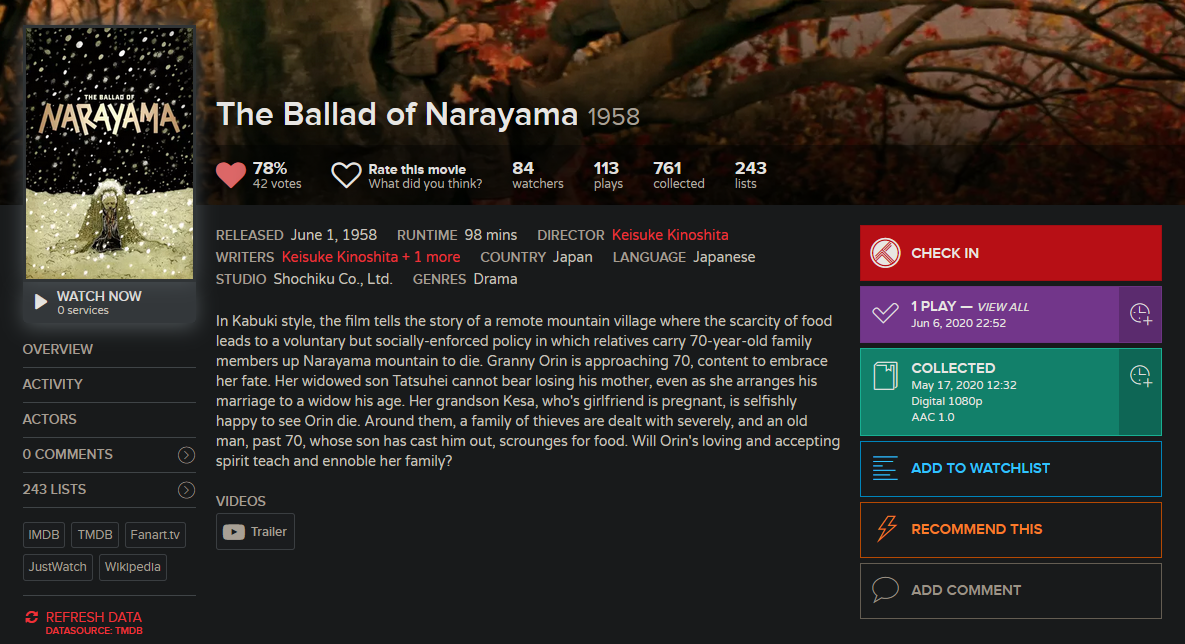 THE BALLAD OF
NARAYAMA
The Ballad of Narayama 1958
78%
42 votes
Rate this movie
What did you think?
84
watchers
113
plays
761
collected
243
lists
WATCH NOW
0 services
OVERVIEW
ACTIVITY
ACTORS
0 COMMENTS
243 LISTS
IMDB TMDB Fanart.tv
JustWatch Wikipedia
REFRESH DATA
DATASOURCE: TMDB
RELEASED June 1, 1958 RUNTIME 98 mins DIRECTOR Keisuke Kinoshita
WRITERS Keisuke Kinoshita + 1 more COUNTRY Japan LANGUAGE Japanese
STUDIO Shochiku Co., Ltd. GENRES Drama
In Kabuki style, the film tells the story of a remote mountain village where the scarcity of food
leads to a voluntary but socially-enforced policy in which relatives carry 70-year-old family
members up Narayama mountain to die. Granny Orin is approaching 70, content to embrace
her fate. Her widowed son Tatsuhei cannot bear losing his mother, even as she arranges his
marriage to a widow his age. Her grandson Kesa, who's girlfriend is pregnant, is selfishly
happy to see Orin die. Around them, a family of thieves are dealt with severely, and an old
man, past 70, whose son has cast him out, scrounges for food. Will Orin's loving and accepting
spirit teach and ennoble her family?
VIDEOS
Trailer
CHECK IN
1 PLAY — VIEW ALL
Jun 6, 2020 22:52
COLLECTED
May 17, 2020 12:32
Digital 1080p
AAC 1.0
ADD TO WATCHLIST
RECOMMEND THIS
ADD COMMENT